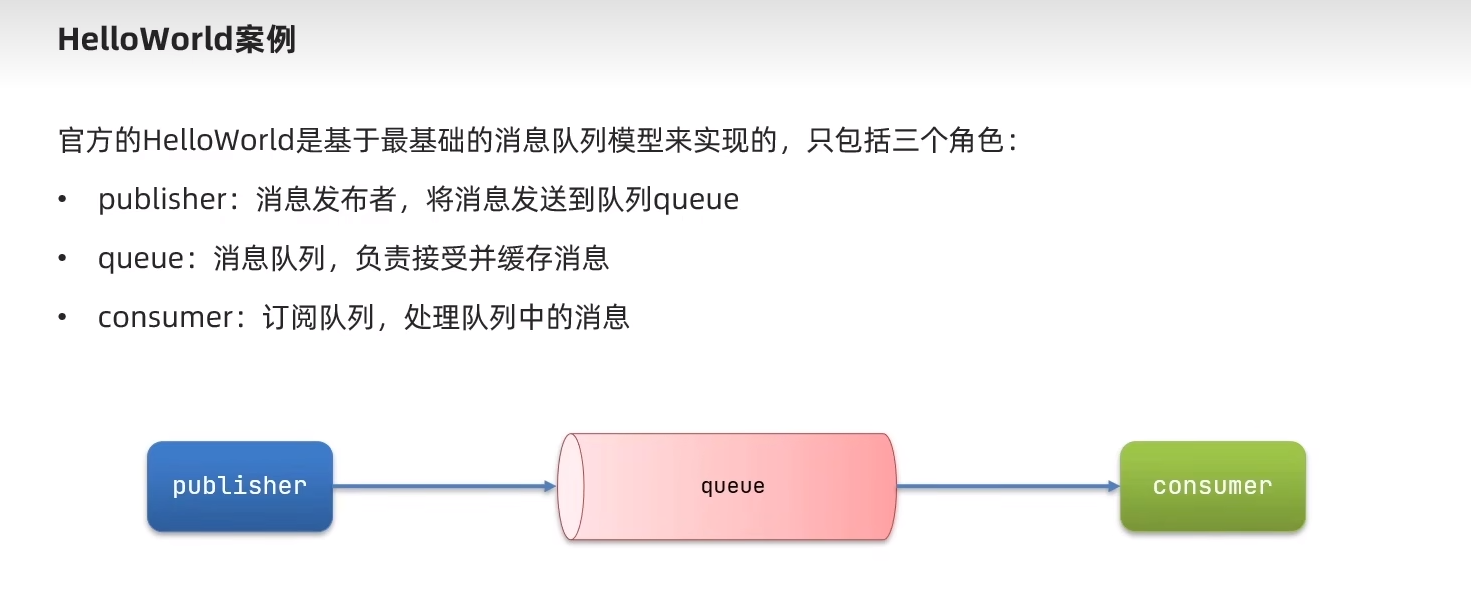 HelloWorld案例
官方的HelloWorld是基于最基础的消息队列模型来实现的，只包括三个角色：
• publisher：消息发布者，将消息发送到队列queue
• queue：消息队列，负责接受并缓存消息
• consumer：订阅队列，处理队列中的消息
publisher
queue
consumer